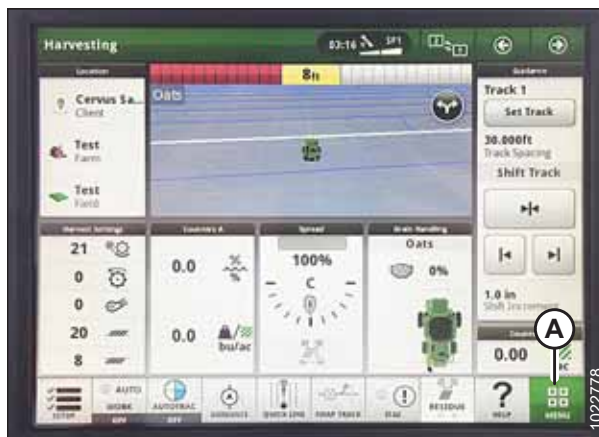 Harvesting
03:16
SF1
Location
Cervus Sa...
Client
Test
Farm
Test
Field
8ft
Oats
Guidance
Track 1
Set Track
30.000ft
Track Spacing
Shift Track
1.0 in
Shift Increment
Harvest Settings
21
0
0
20
8
Counters A
0.0
%
%
0.0
bu/ac
Spread
100%
C
Grain Handling
Oats
0%
0.00
SETUP
AUTO
WORK
OFF
AUTOTRAC
OFF
GUIDANCE
QUICK LINE
SWAP TRACK
RESIDUE
?
HELP
MENU
A
1022778